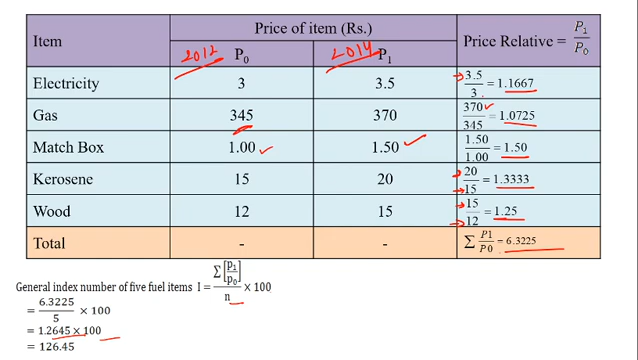 Item Price of item (Rs.) Price Relative = P₁/P₀
2012 P₀ 2014 P₁
Electricity 3 3.5 3.5/3 = 1.1667
Gas 345 370 370/345 = 1.0725
Match Box 1.00 1.50 1.50/1.00 = 1.50
Kerosene 15 20 20/15 = 1.3333
Wood 12 15 15/12 = 1.25
Total - - ∑ P1/P0 = 6.3225
General index number of five fuel items I = ∑[p₁/p₀]/n × 100
= 6.3225/5 × 100
= 1.2645 × 100
= 126.45